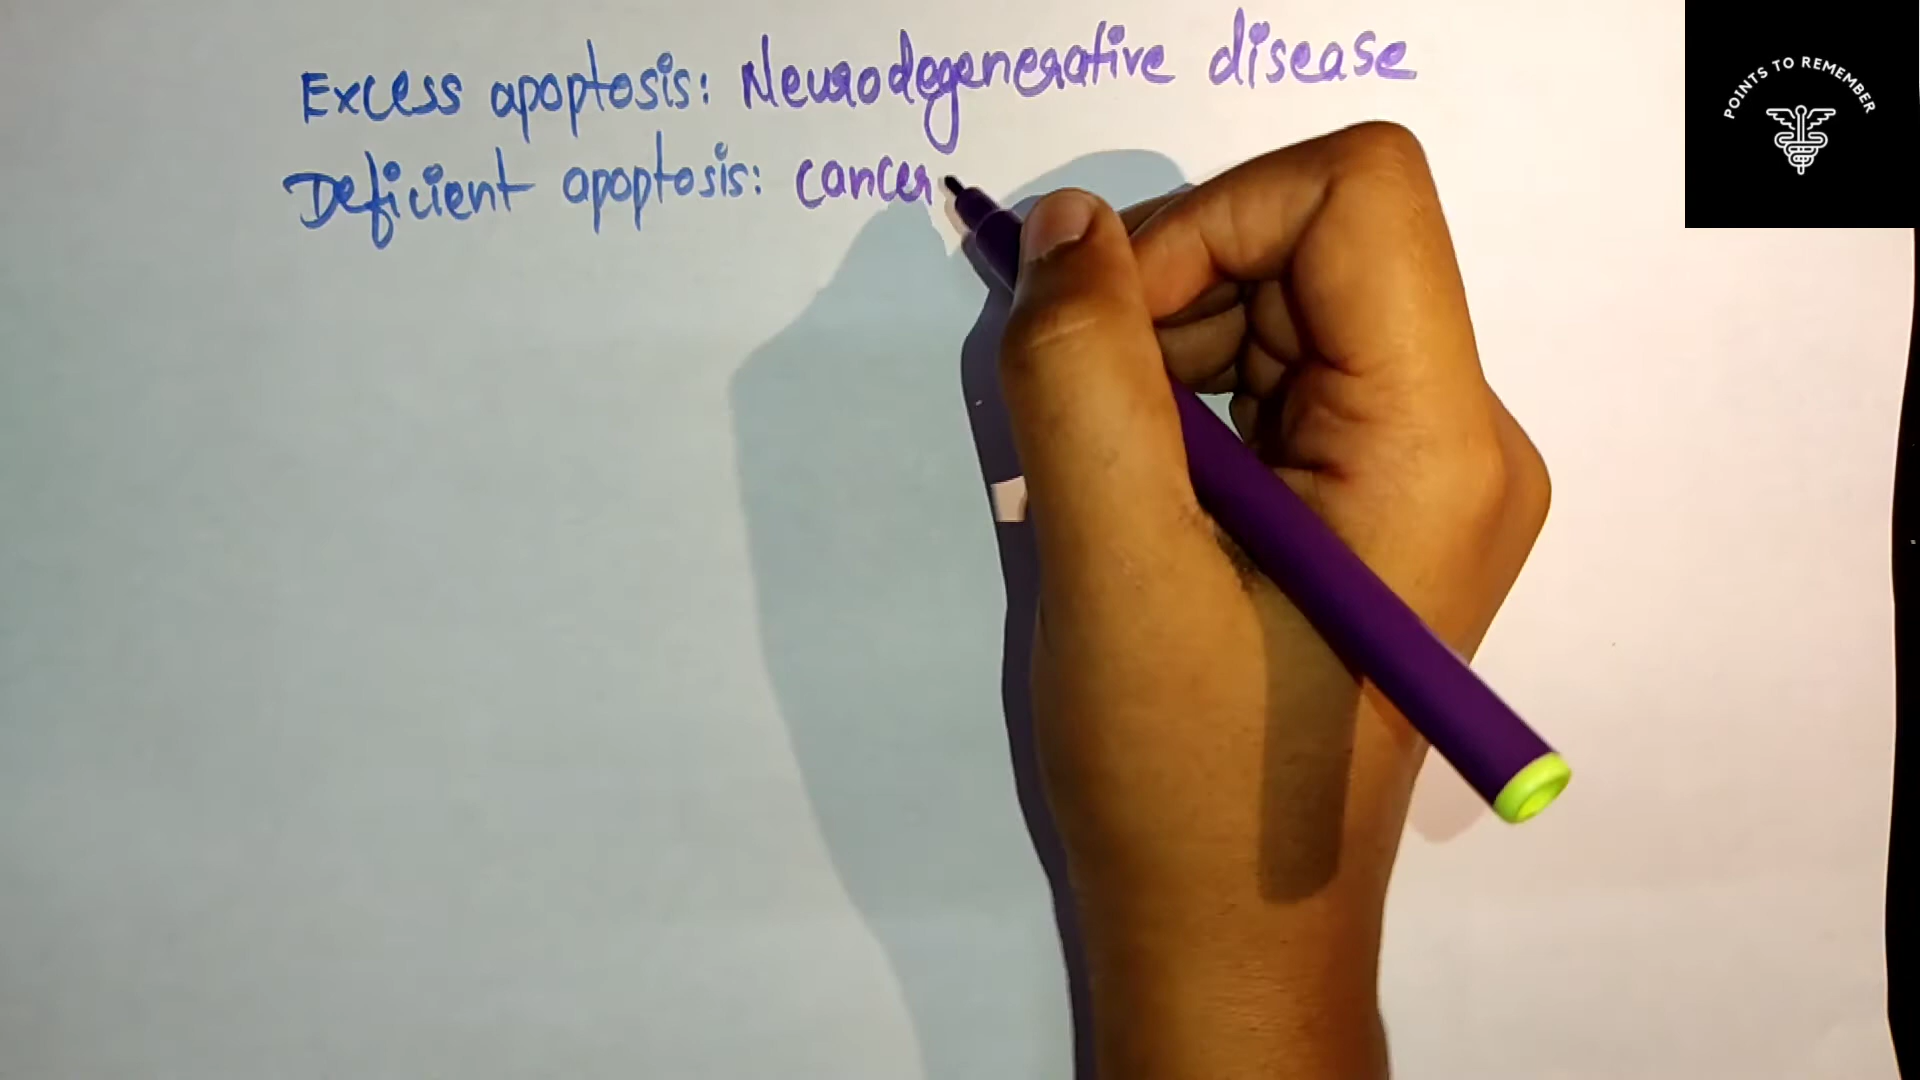 Excess apoptosis: Neurodegenerative disease
Deficient apoptosis: cancer
POINTS TO REMEMBER